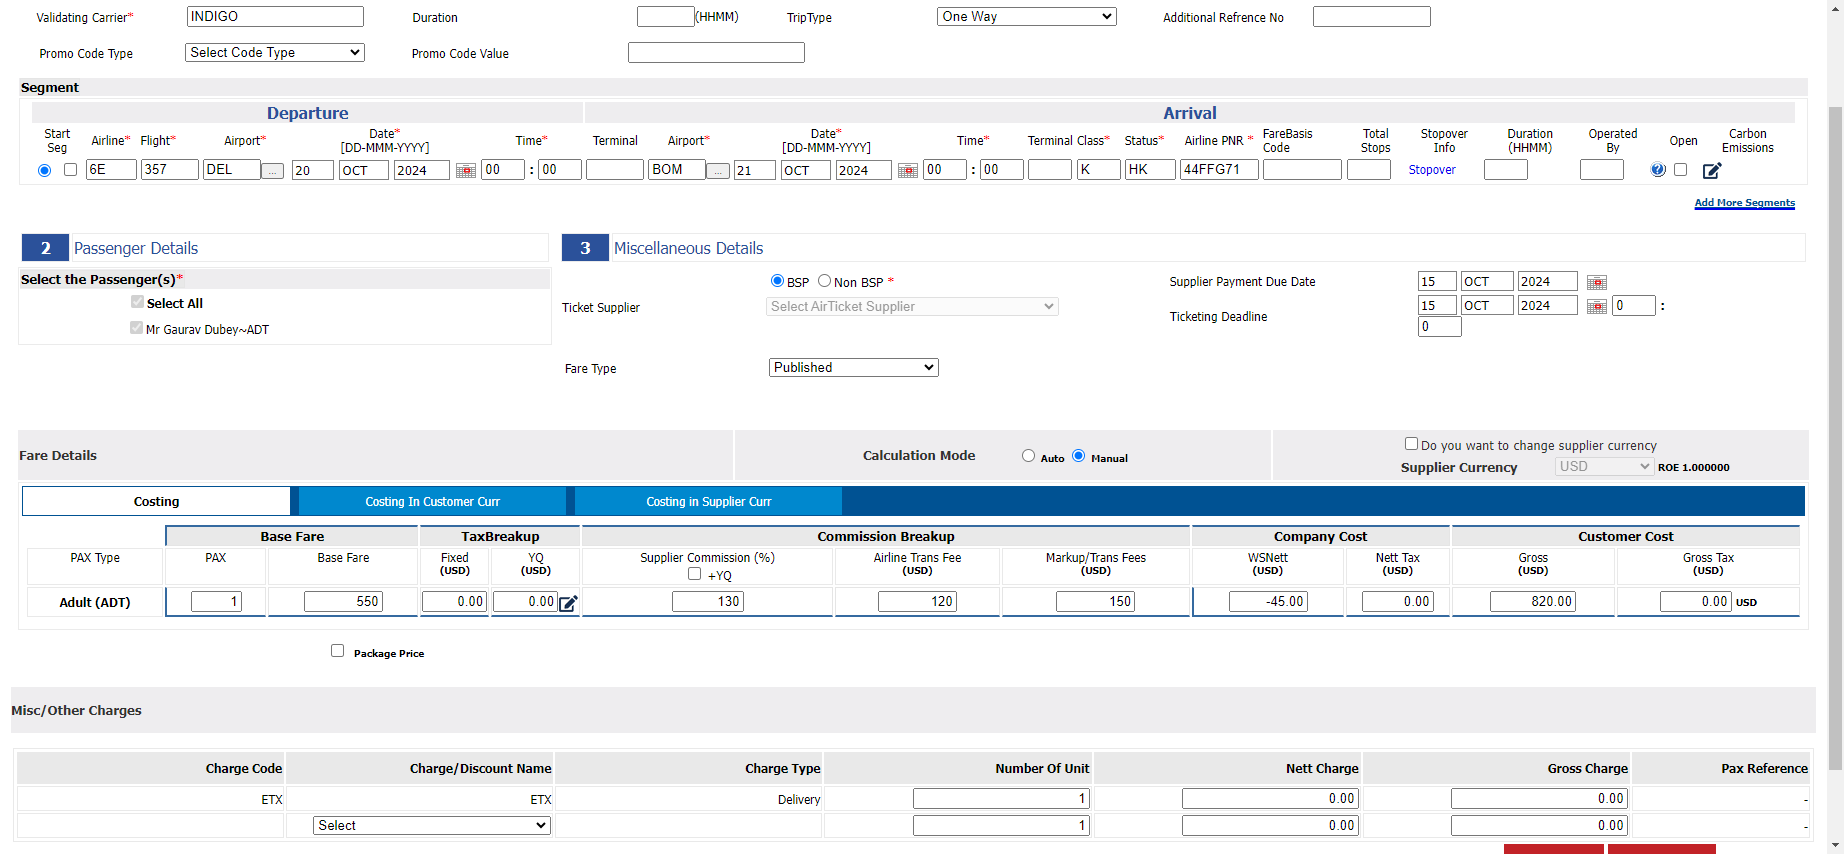 Validating Carrier* INDIGO Duration (HHMM) TripType One Way Additional Refrence No
Promo Code Type Select Code Type Promo Code Value
Segment
Departure Arrival
Start Seg Airline* Flight* Airport* Date* [DD-MMM-YYYY] Time* Terminal Airport* Date* [DD-MMM-YYYY] Time* Terminal Class* Status* Airline PNR * FareBasis Code Total Stops Stopover Info Duration (HHMM) Operated By Open Carbon Emissions
6E 357 DEL ... 20 OCT 2024 00 : 00 BOM ... 21 OCT 2024 00 : 00 K HK 44FFG71 Stopover ?
Add More Segments
2 Passenger Details 3 Miscellaneous Details
Select the Passenger(s)*
Select All
Mr Gaurav Dubey~ADT
BSP Non BSP *
Ticket Supplier Select AirTicket Supplier
Supplier Payment Due Date 15 OCT 2024
Ticketing Deadline 15 OCT 2024 0 :
0
Fare Type Published
Fare Details Calculation Mode Auto Manual Do you want to change supplier currency
Supplier Currency USD ROE 1.000000
Costing Costing In Customer Curr Costing in Supplier Curr
Base Fare TaxBreakup Commission Breakup Company Cost Customer Cost
PAX Type PAX Base Fare Fixed (USD) YQ (USD) Supplier Commission (%) +YQ Airline Trans Fee (USD) Markup/Trans Fees (USD) WSNett (USD) Nett Tax (USD) Gross (USD) Gross Tax (USD)
Adult (ADT) 1 550 0.00 0.00 130 120 150 -45.00 0.00 820.00 0.00 USD
Package Price
Misc/Other Charges
Charge Code Charge/Discount Name Charge Type Number Of Unit Nett Charge Gross Charge Pax Reference
ETX ETX Delivery 1 0.00 0.00 -
Select 1 0.00 0.00 -